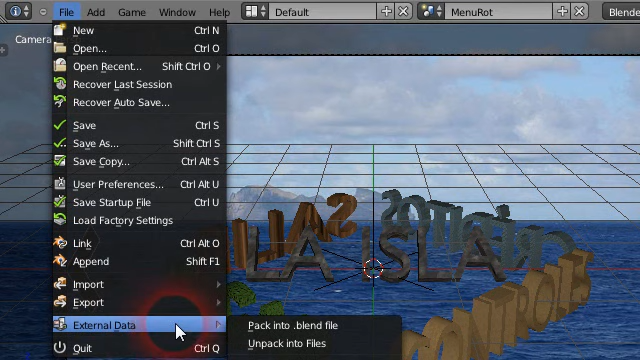 File Add Game Window Help Default MenuRot Blende
Camera
New Ctrl N
Open... Ctrl O
Open Recent... Shift Ctrl O
Recover Last Session
Recover Auto Save...
Save Ctrl S
Save As... Shift Ctrl S
Save Copy... Ctrl Alt S
User Preferences... Ctrl Alt U
Save Startup File Ctrl U
Load Factory Settings
Link Ctrl Alt O
Append Shift F1
Import
Export
External Data
Pack into .blend file
Unpack into Files
Quit Ctrl Q
LA ISLA